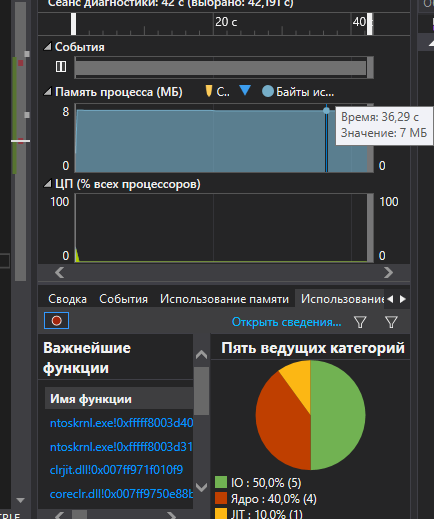 Сеанс диагностики: 42 с (выбрано: 42,191 с)
20 с
40
События
Память процесса (МБ)
С..
Байты ис...
8
0
0
Время: 36,29 с
Значение: 7 МБ
ЦП (% всех процессоров)
100
100
0
0
Сводка События Использование памяти Использование
Открыть сведения...
Важнейшие функции
Имя функции
ntoskrnl.exe!0xfffff8003d40
ntoskrnl.exe!0xfffff8003d31
clrjit.dll!0x007ff971f010f9
coreclr.dll!0x007ff9750e88b
Пять ведущих категорий
IO : 50,0% (5)
Ядро : 40,0% (4)
JIT : 10,0% (1)